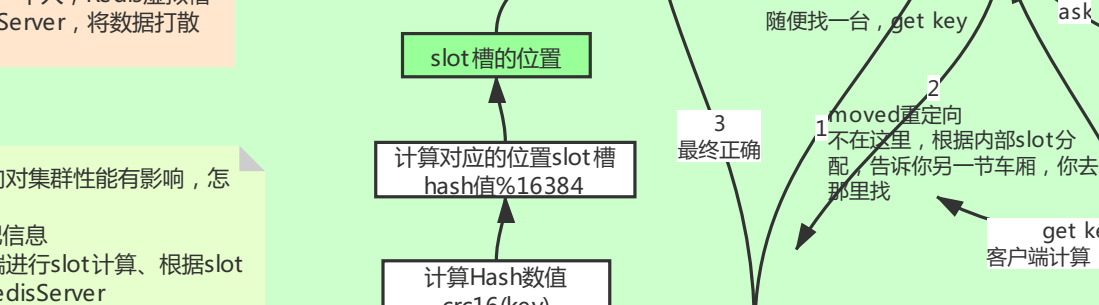 Server，将数据打散
slot槽的位置
计算对应的位置slot槽
hash值%16384
计算Hash数值
crc16(key)
对集群性能有影响，怎
信息
进行slot计算、根据slot
edisServer
随便找一台，get key
ask
2
moved重定向
1
不在这里，根据内部slot分
配，告诉你另一节车厢，你去
那里找
3
最终正确
get ke
客户端计算